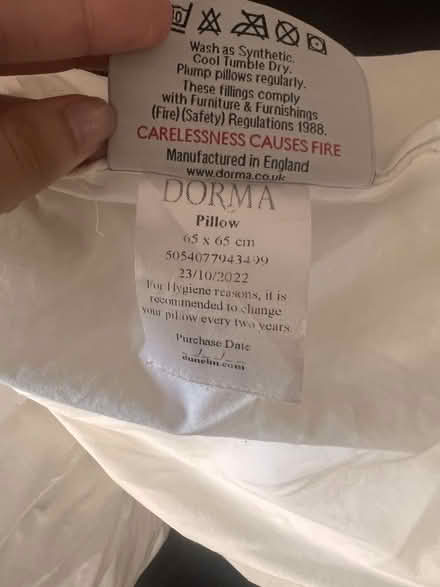 Wash as Synthetic.
Cool Tumble Dry.
Plump pillows regularly.
These fillings comply
with Furniture & Furnishings
(Fire) (Safety) Regulations 1988.
CARELESSNESS CAUSES FIRE
Manufactured in England
www.dorma.co.uk
DORMA
Pillow
65 x 65 cm
5054077943499
23/10/2022
For Hygiene reasons, it is
recommended to change
your pillow every two years
Purchase Date
_/_/_
dunelm.com